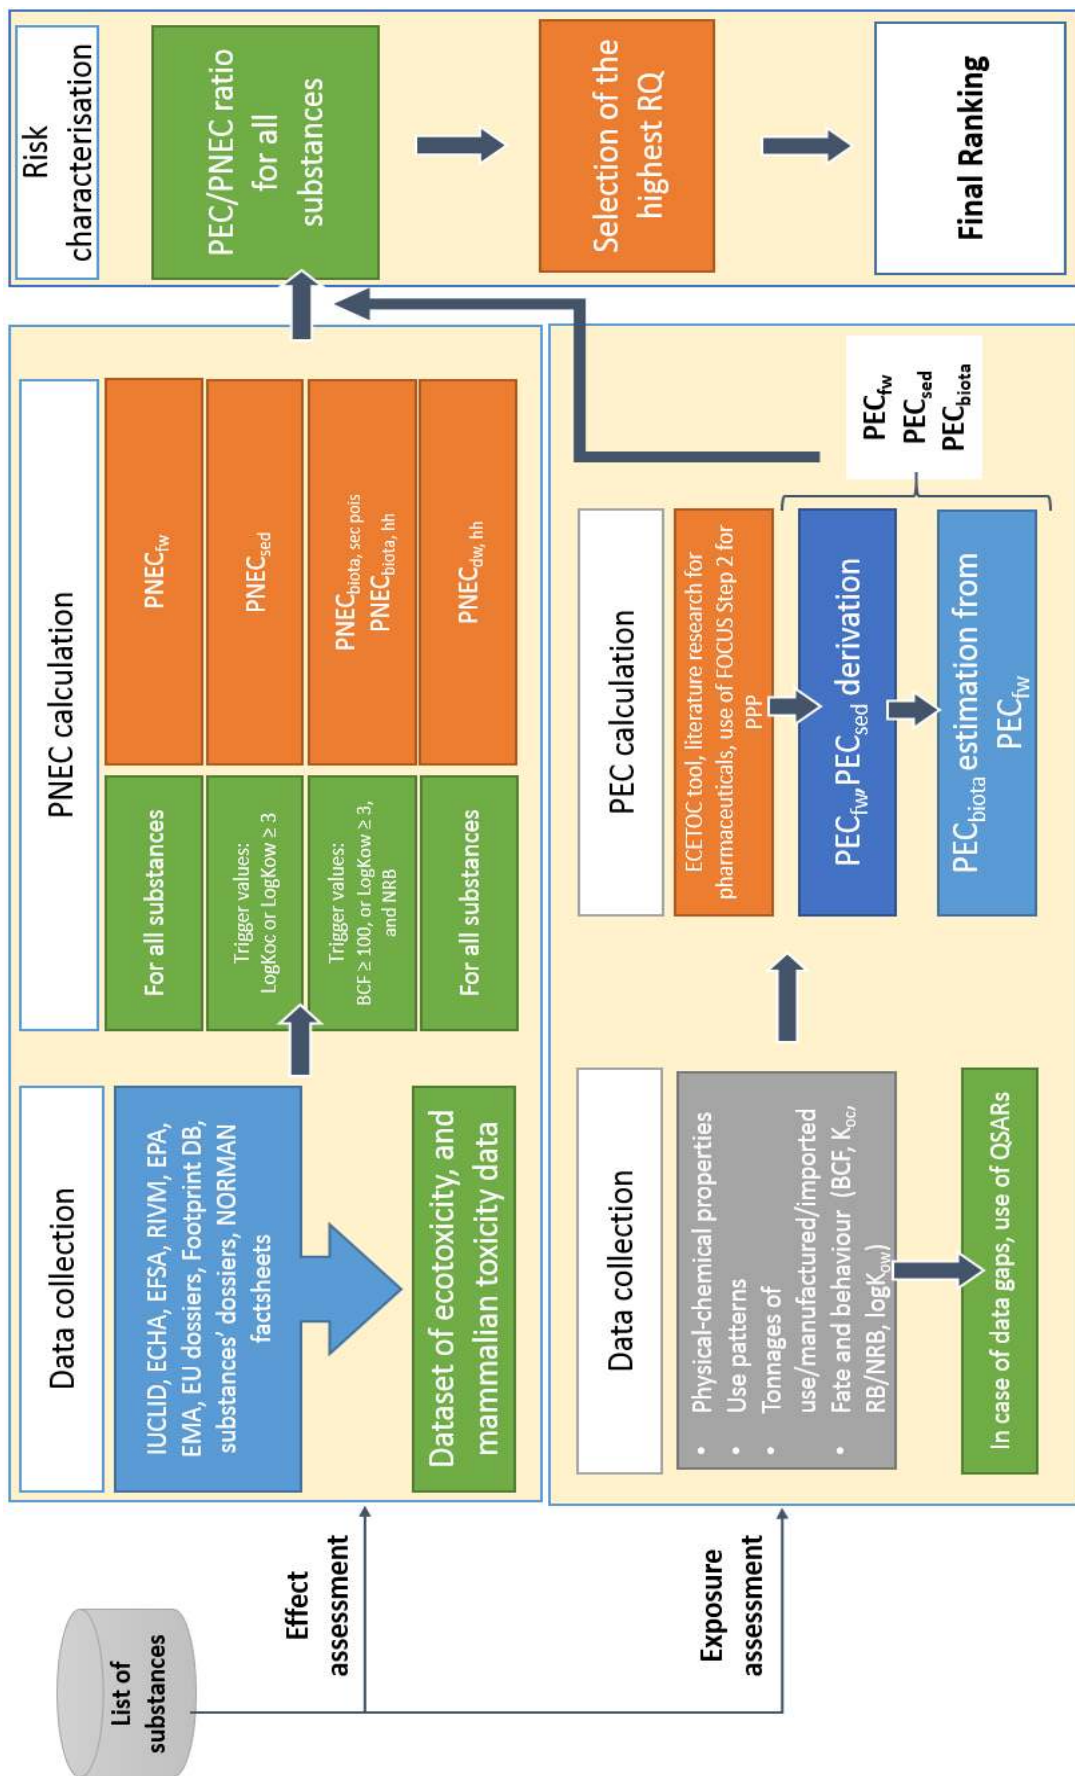 List of
substances
Effect
assessment
Exposure
assessment
Data collection
IUCLID, ECHA, EFSA, RIVM, EPA,
EMA, EU dossiers, Footprint DB,
substances’ dossiers, NORMAN
factsheets
Dataset of ecotoxicity, and
mammalian toxicity data
PNEC calculation
For all substances
PNECfw
Trigger values:
LogKoc or LogKow ≥ 3
PNECsed
Trigger values:
BCF ≥ 100, or LogKow ≥ 3,
and NRB
PNECbiota, sec pois
PNECbiota, hh
For all substances
PNECdw, hh
Data collection
• Physical-chemical properties
• Use patterns
• Tonnages of
use/manufactured/imported
• Fate and behaviour (BCF, Koc,
RB/NRB, logKow)
In case of data gaps, use of QSARs
PEC calculation
ECETOC tool, literature research for
pharmaceuticals, use of FOCUS Step 2 for
PPP
PECfw,PECsed derivation
PECbiota estimation from
PECfw
PECfw
PECsed
PECbiota
Risk
characterisation
PEC/PNEC ratio
for all
substances
Selection of the
highest RQ
Final Ranking